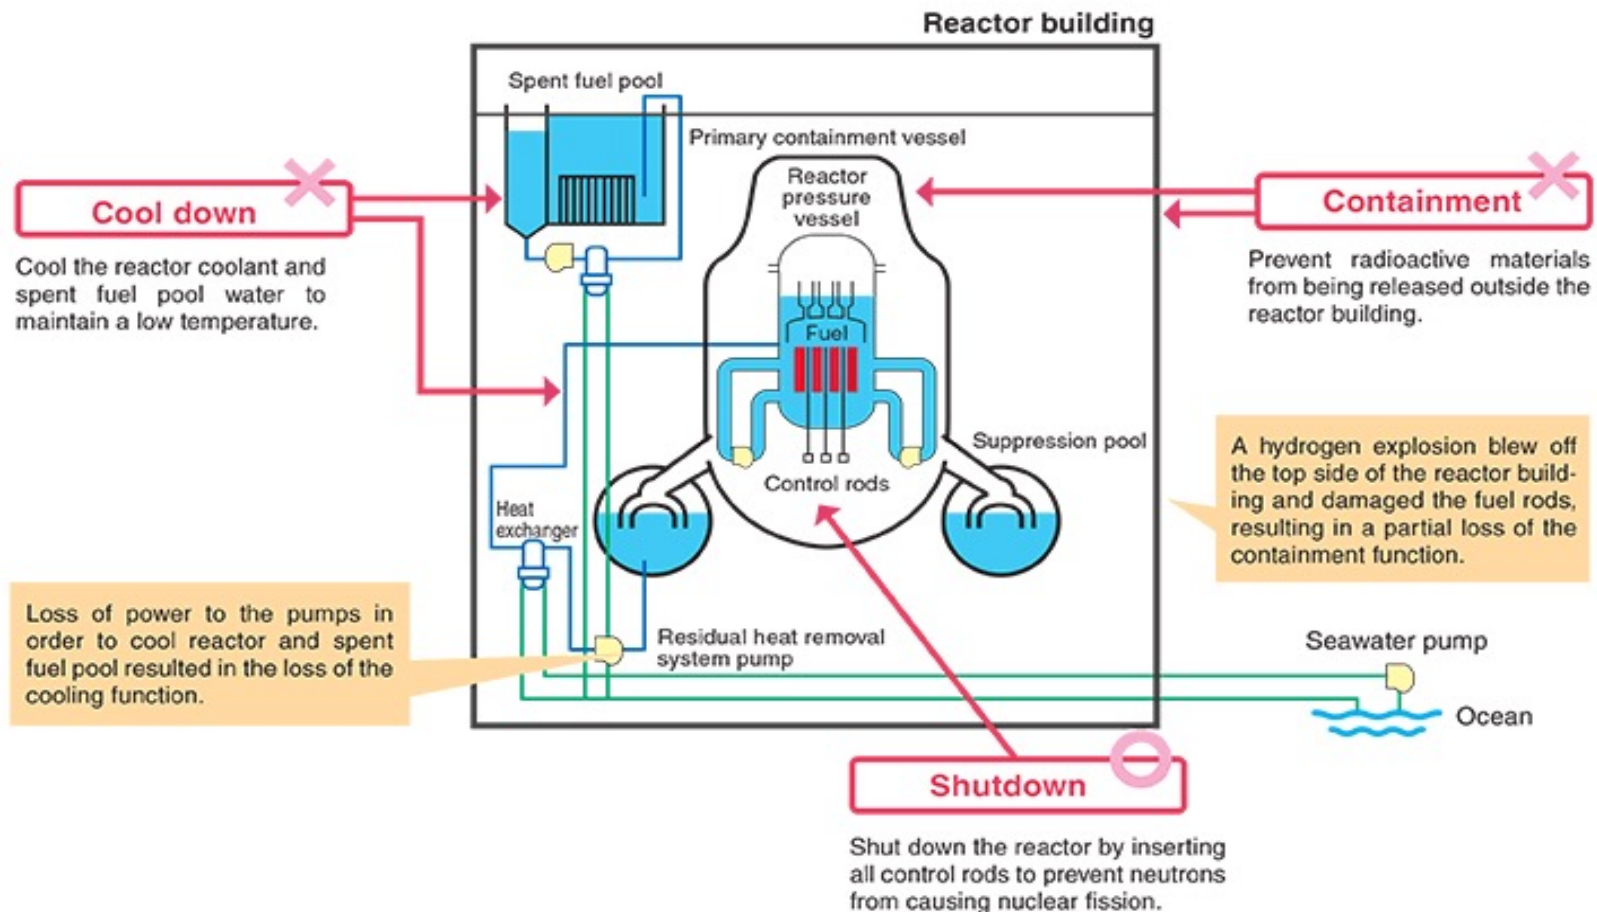 Reactor building
Spent fuel pool
Primary containment vessel
Reactor
pressure
vessel
Fuel
Control rods
Suppression pool
Heat
exchanger
Residual heat removal
system pump
Seawater pump
Ocean
Cool down
Cool the reactor coolant and
spent fuel pool water to
maintain a low temperature.
Containment
Prevent radioactive materials
from being released outside the
reactor building.
A hydrogen explosion blew off
the top side of the reactor build-
ing and damaged the fuel rods,
resulting in a partial loss of the
containment function.
Loss of power to the pumps in
order to cool reactor and spent
fuel pool resulted in the loss of the
cooling function.
Shutdown
Shut down the reactor by inserting
all control rods to prevent neutrons
from causing nuclear fission.